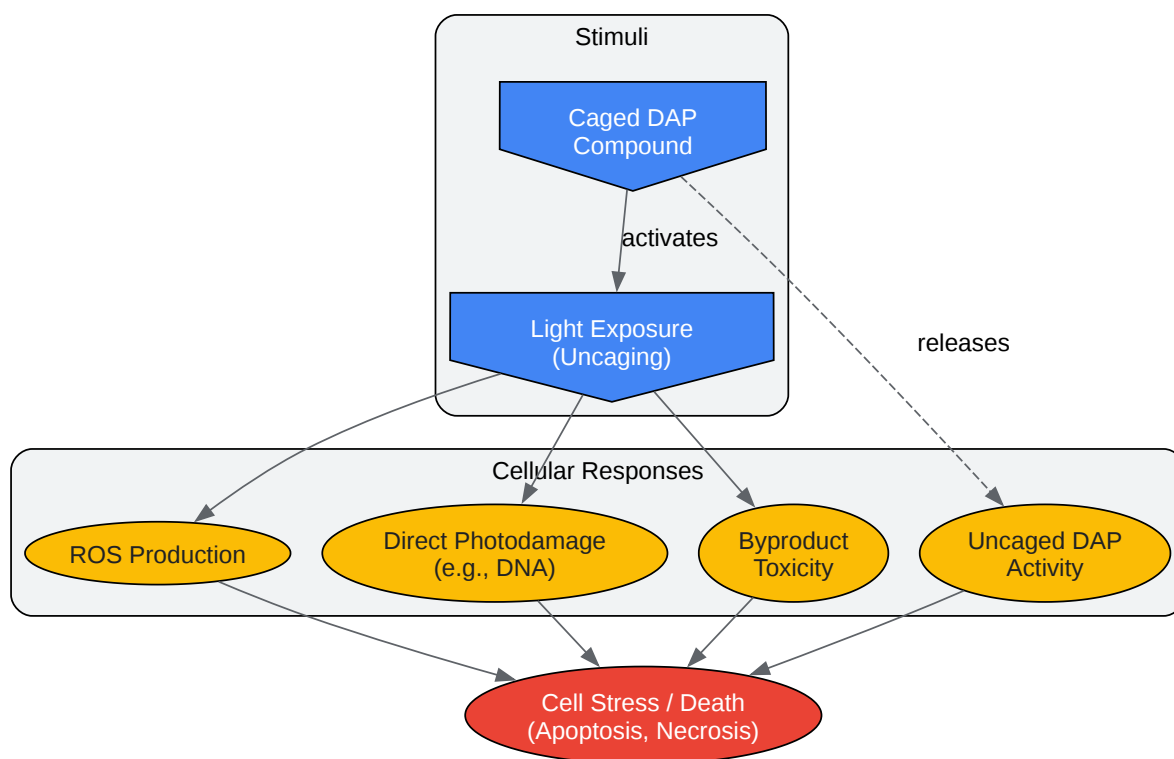 Stimuli
Caged DAP
Compound
activates
Light Exposure
(Uncaging)
releases
Cellular Responses
ROS Production
Direct Photodamage
(e.g., DNA)
Byproduct
Toxicity
Uncaged DAP
Activity
Cell Stress / Death
(Apoptosis, Necrosis)